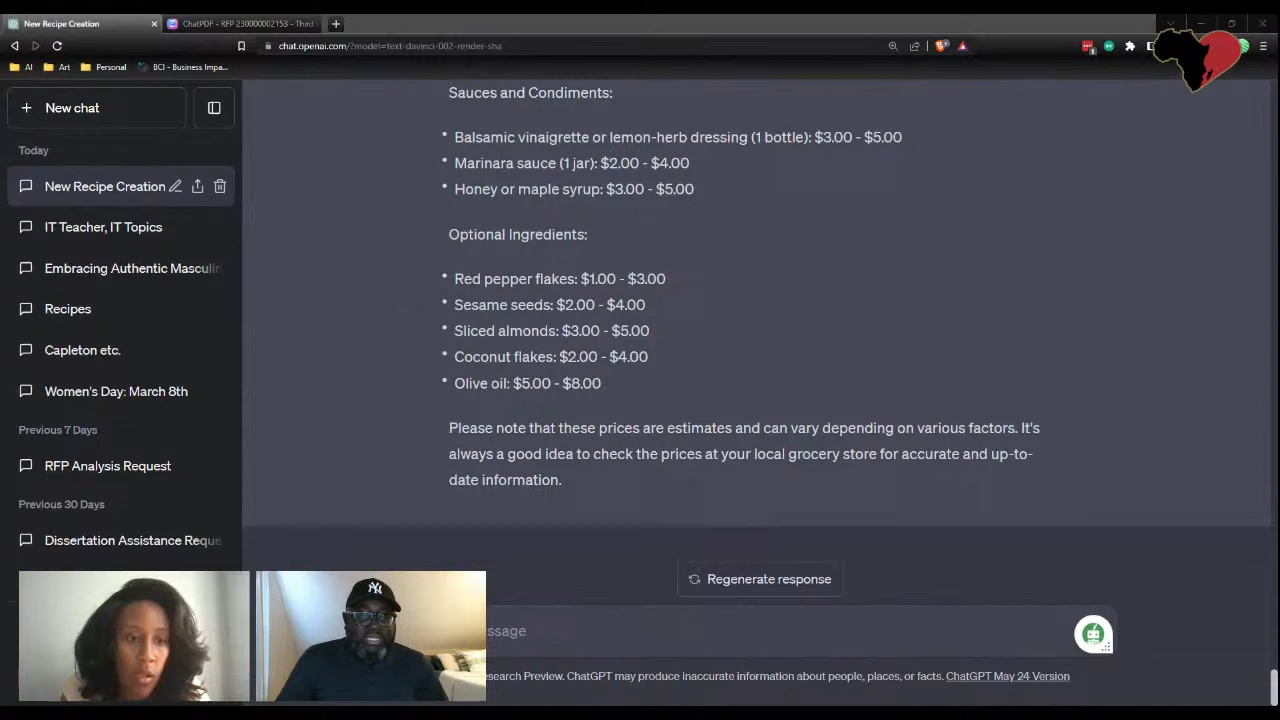 New Recipe Creation
ChatPDF - RFP 230000002153 - Third
chat.openai.com/?model=text-davinci-002-render-sha
AI
Art
Personal
BCI - Business Impa...
New chat
Today
New Recipe Creation
IT Teacher, IT Topics
Embracing Authentic Masculin
Recipes
Capleton etc.
Women's Day: March 8th
Previous 7 Days
RFP Analysis Request
Previous 30 Days
Dissertation Assistance Reque
Sauces and Condiments:
• Balsamic vinaigrette or lemon-herb dressing (1 bottle): $3.00 - $5.00
• Marinara sauce (1 jar): $2.00 - $4.00
• Honey or maple syrup: $3.00 - $5.00
Optional Ingredients:
• Red pepper flakes: $1.00 - $3.00
• Sesame seeds: $2.00 - $4.00
• Sliced almonds: $3.00 - $5.00
• Coconut flakes: $2.00 - $4.00
• Olive oil: $5.00 - $8.00
Please note that these prices are estimates and can vary depending on various factors. It's
always a good idea to check the prices at your local grocery store for accurate and up-to-
date information.
Regenerate response
ssage
search Preview. ChatGPT may produce inaccurate information about people, places, or facts. ChatGPT May 24 Version
NY